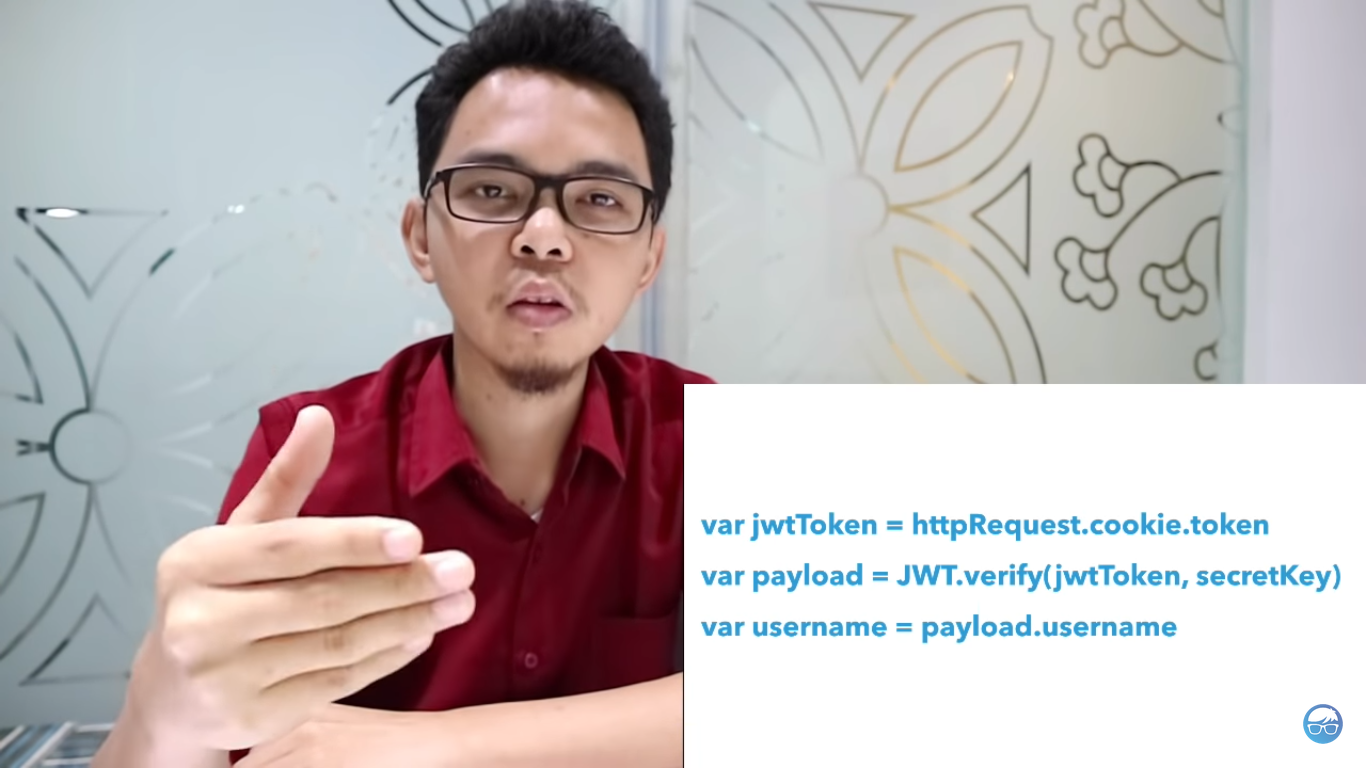 var jwtToken = httpRequest.cookie.token
var payload = JWT.verify(jwtToken, secretKey)
var username = payload.username